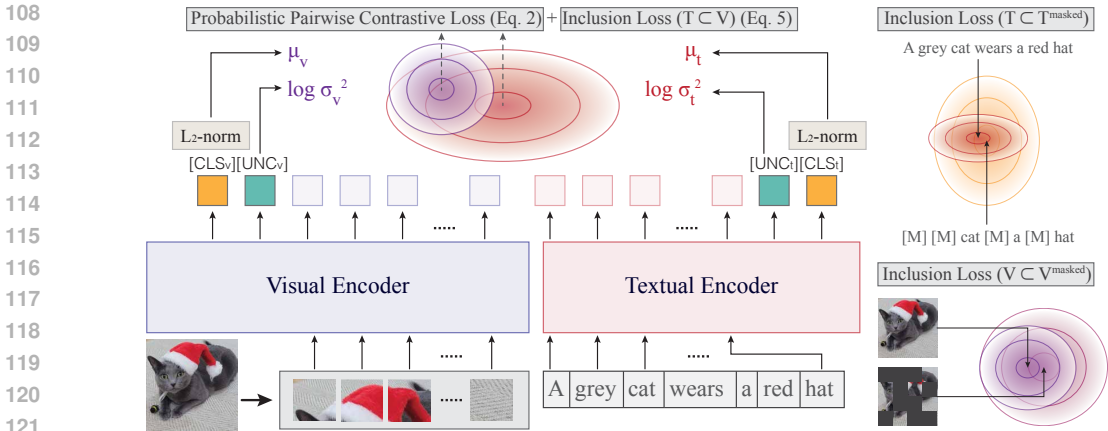 108
109
110
111
112
113
114
115
116
117
118
119
120
121
Probabilistic Pairwise Contrastive Loss (Eq. 2) + Inclusion Loss (T ⊂ V) (Eq. 5)
μv
log σv²
μt
log σt²
L2-norm
L2-norm
[CLSv][UNCv]
[UNCt][CLSt]
.....
.....
Visual Encoder
Textual Encoder
.....
.....
.....
A grey cat wears a red hat
Inclusion Loss (T ⊂ T^masked)
A grey cat wears a red hat
[M] [M] cat [M] a [M] hat
Inclusion Loss (V ⊂ V^masked)